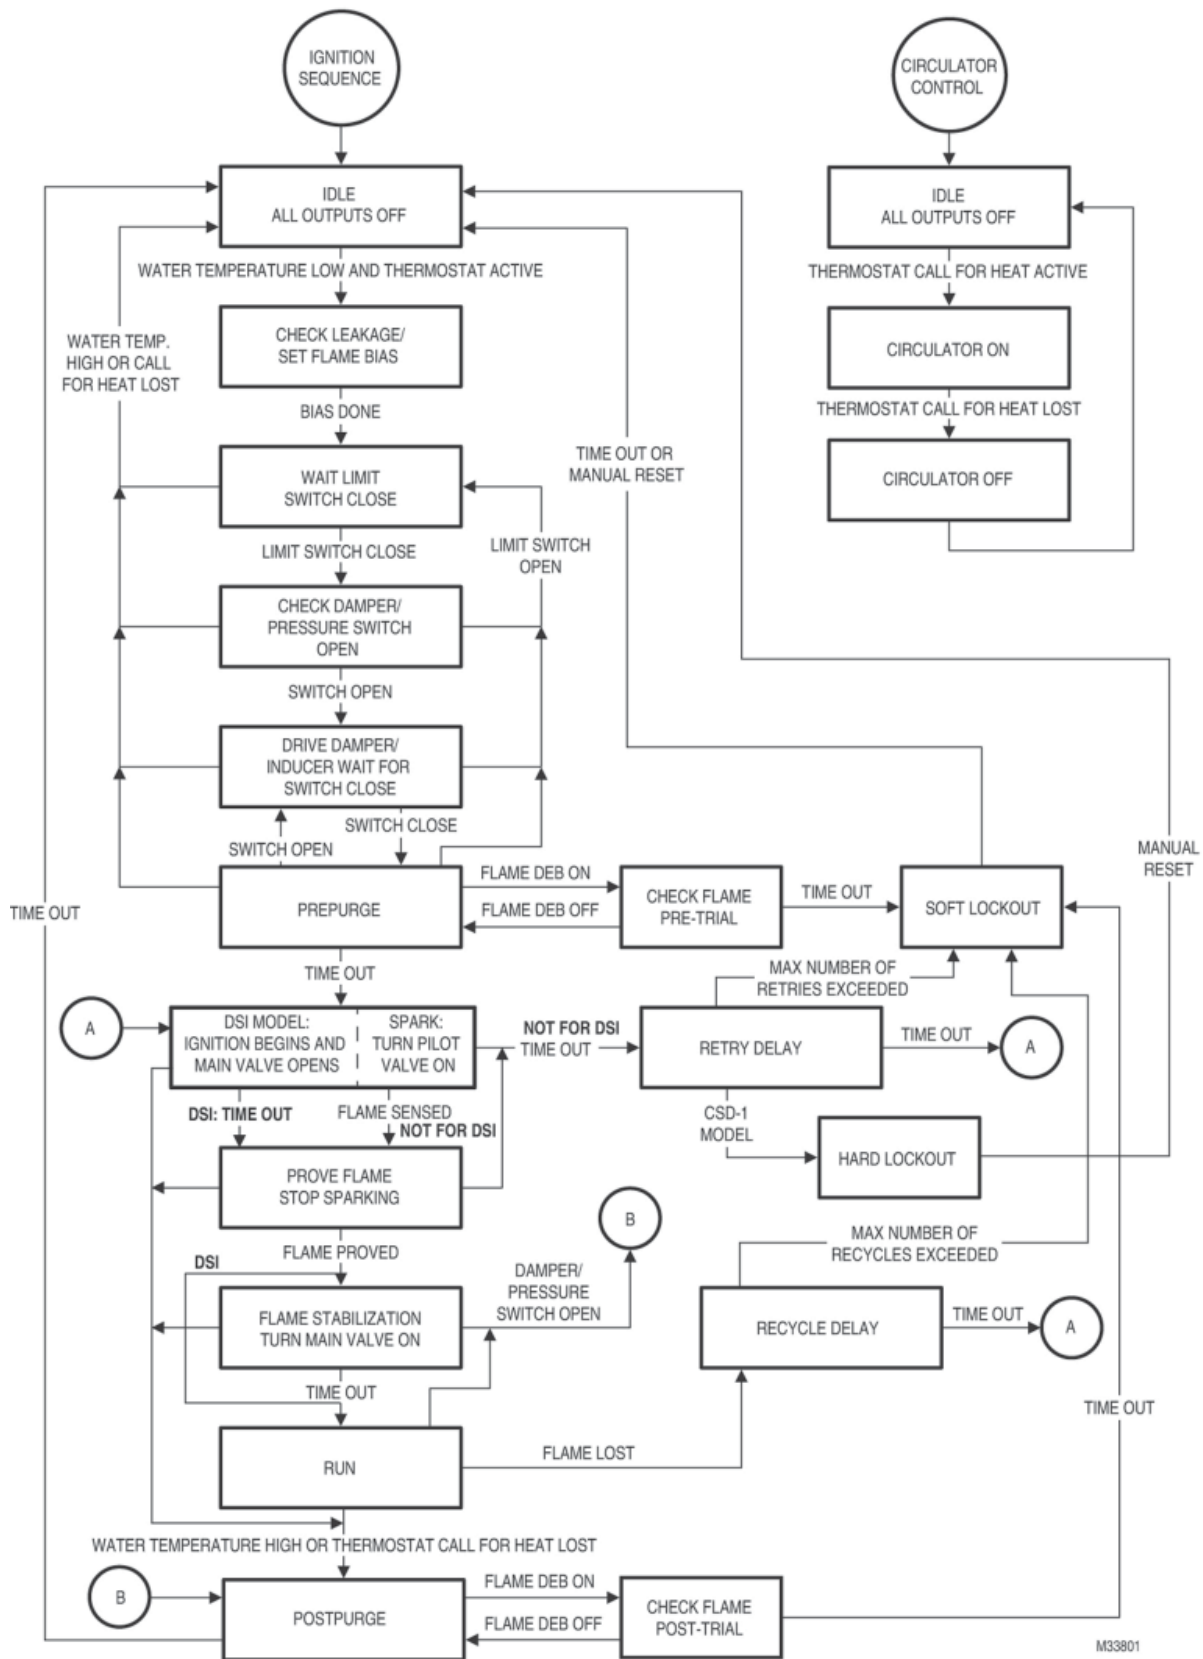 IGNITION
SEQUENCE
CIRCULATOR
CONTROL
IDLE
ALL OUTPUTS OFF
IDLE
ALL OUTPUTS OFF
WATER TEMPERATURE LOW AND THERMOSTAT ACTIVE
THERMOSTAT CALL FOR HEAT ACTIVE
CHECK LEAKAGE/
SET FLAME BIAS
CIRCULATOR ON
WATER TEMP.
HIGH OR CALL
FOR HEAT LOST
BIAS DONE
THERMOSTAT CALL FOR HEAT LOST
WAIT LIMIT
SWITCH CLOSE
TIME OUT OR
MANUAL RESET
CIRCULATOR OFF
LIMIT SWITCH CLOSE
LIMIT SWITCH
OPEN
CHECK DAMPER/
PRESSURE SWITCH
OPEN
SWITCH OPEN
DRIVE DAMPER/
INDUCER WAIT FOR
SWITCH CLOSE
SWITCH CLOSE
SWITCH OPEN
MANUAL
RESET
PREPURGE
FLAME DEB ON
FLAME DEB OFF
CHECK FLAME
PRE-TRIAL
TIME OUT
SOFT LOCKOUT
TIME OUT
TIME OUT
MAX NUMBER OF
RETRIES EXCEEDED
A
DSI MODEL:
IGNITION BEGINS AND
MAIN VALVE OPENS
SPARK:
TURN PILOT
VALVE ON
NOT FOR DSI
TIME OUT
RETRY DELAY
TIME OUT
A
DSI: TIME OUT
FLAME SENSED
NOT FOR DSI
CSD-1
MODEL
HARD LOCKOUT
PROVE FLAME
STOP SPARKING
B
FLAME PROVED
DSI
DAMPER/
PRESSURE
SWITCH OPEN
MAX NUMBER OF
RECYCLES EXCEEDED
FLAME STABILIZATION
TURN MAIN VALVE ON
RECYCLE DELAY
TIME OUT
A
TIME OUT
TIME OUT
RUN
FLAME LOST
WATER TEMPERATURE HIGH OR THERMOSTAT CALL FOR HEAT LOST
B
POSTPURGE
FLAME DEB ON
FLAME DEB OFF
CHECK FLAME
POST-TRIAL
M33801